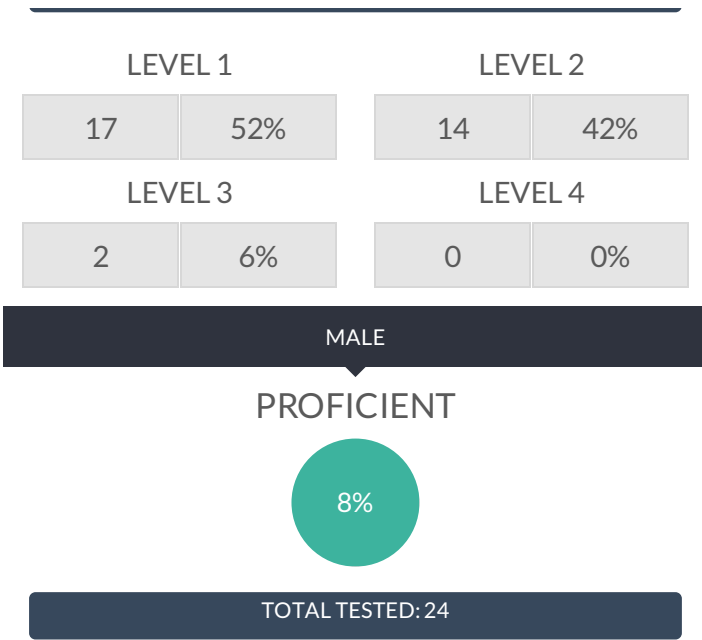 LEVEL 1 LEVEL 2
17 52% 14 42%
LEVEL 3 LEVEL 4
2 6% 0 0%
MALE
PROFICIENT
8%
TOTAL TESTED: 24